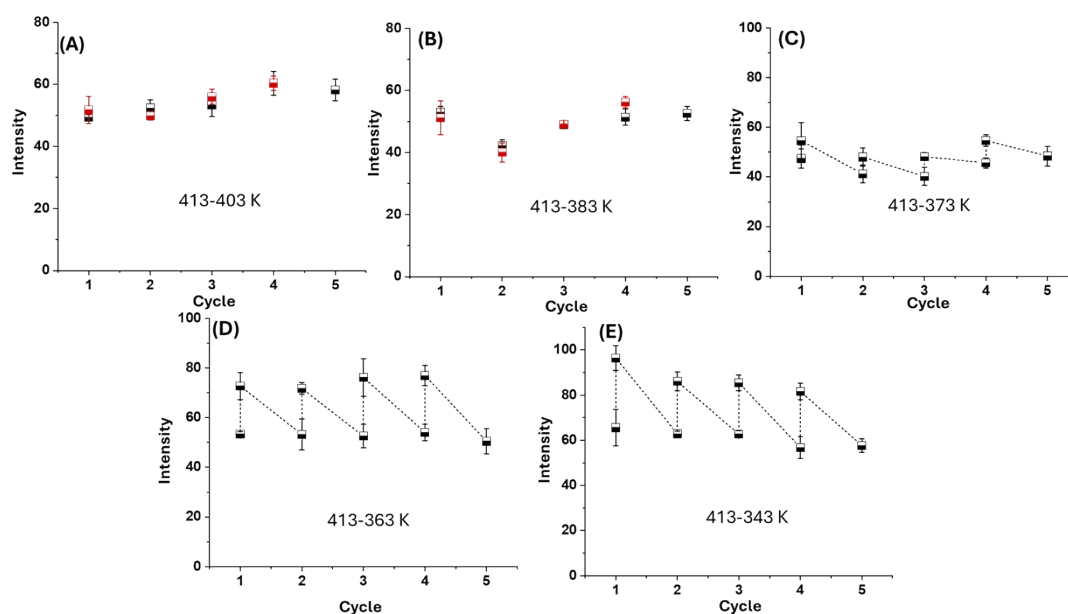 (A)
80
60
40
20
0
Intensity
413-403 K
1 2 3 4 5
Cycle
(B)
80
60
40
20
0
Intensity
413-383 K
1 2 3 4 5
Cycle
(C)
100
80
60
40
20
0
Intensity
413-373 K
1 2 3 4 5
Cycle
(D)
100
80
60
40
20
0
Intensity
413-363 K
1 2 3 4 5
Cycle
(E)
100
80
60
40
20
0
Intensity
413-343 K
1 2 3 4 5
Cycle